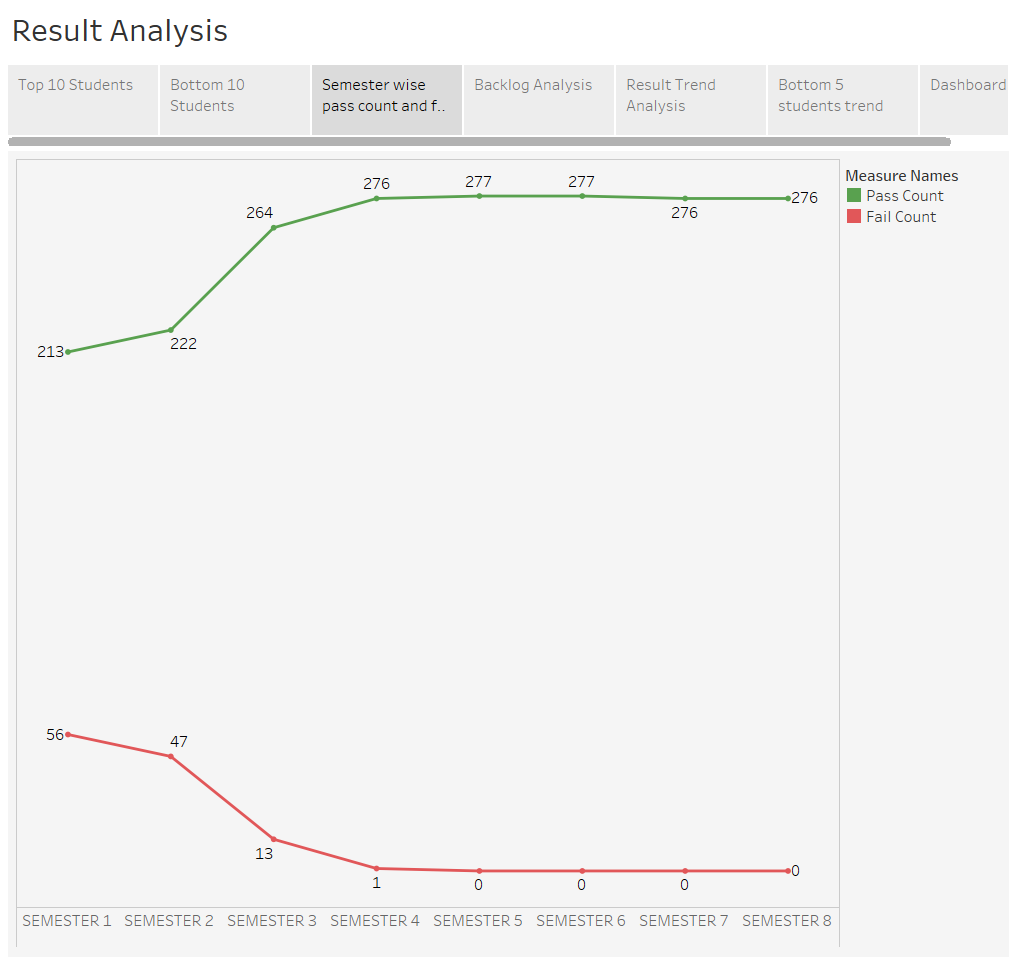 Result Analysis
Top 10 Students
Bottom 10
Students
Semester wise
pass count and f..
Backlog Analysis
Result Trend
Analysis
Bottom 5
students trend
Dashboard
Measure Names
Pass Count
Fail Count
213
222
264
276
277
277
276
276
56
47
13
1
0
0
0
0
SEMESTER 1 SEMESTER 2 SEMESTER 3 SEMESTER 4 SEMESTER 5 SEMESTER 6 SEMESTER 7 SEMESTER 8